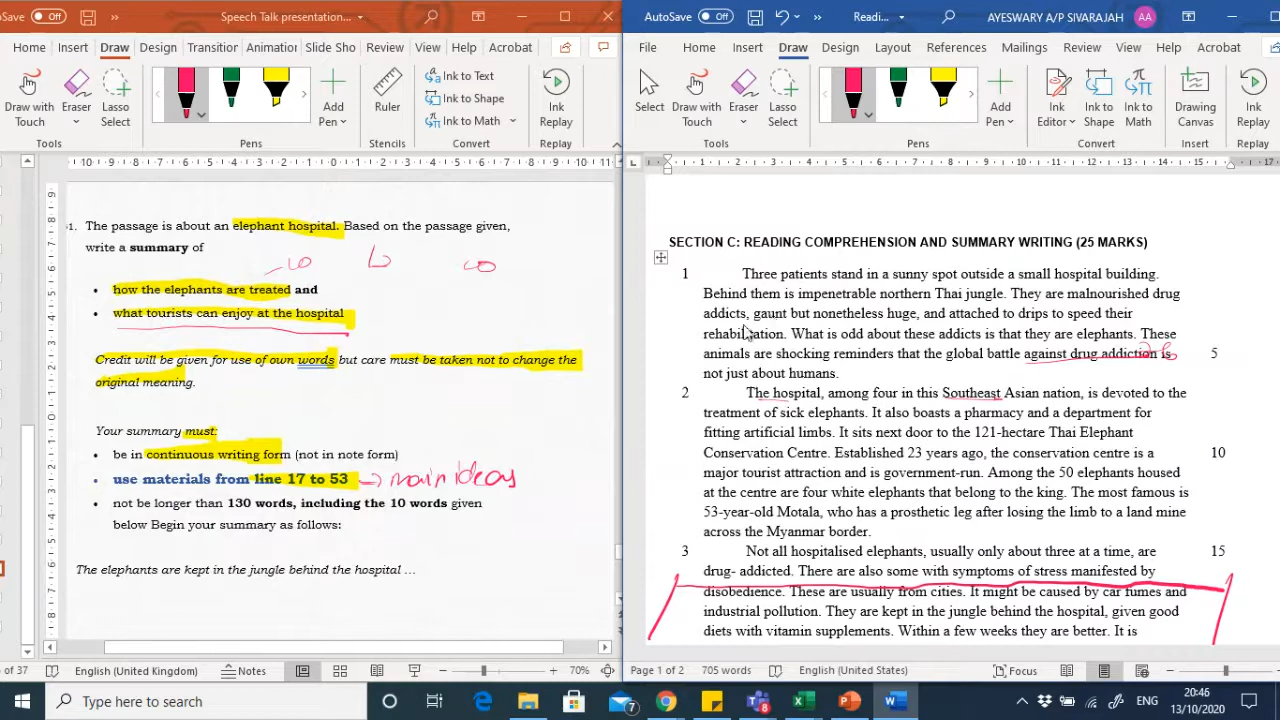 Save Off Speech Talk presentation...
Home Insert Draw Design Transition Animation Slide Sho Review View Help Acrobat
Draw with Touch Eraser Lasso Select Add Pen Ruler Ink to Text Ink to Shape Ink to Math Ink Replay
Tools Pens Stencils Convert Replay
1. The passage is about an elephant hospital. Based on the passage given,
write a summary of
how the elephants are treated and
what tourists can enjoy at the hospital
Credit will be given for use of own words but care must be taken not to change the
original meaning.
Your summary must:
be in continuous writing form (not in note form)
use materials from line 17 to 53 → main ideas
not be longer than 130 words, including the 10 words given
below Begin your summary as follows:
The elephants are kept in the jungle behind the hospital …
of 37 English (United Kingdom) Notes 70%
AutoSave Off Readi... AYESWARY A/P SIVARAJAH AA
File Home Insert Draw Design Layout References Mailings Review View Help Acrobat
Select Draw with Touch Eraser Lasso Select Add Pen Ink Editor Ink to Shape Ink to Math Drawing Canvas Ink Replay
Tools Pens Convert Insert Replay
SECTION C: READING COMPREHENSION AND SUMMARY WRITING (25 MARKS)
1 Three patients stand in a sunny spot outside a small hospital building.
Behind them is impenetrable northern Thai jungle. They are malnourished drug
addicts, gaunt but nonetheless huge, and attached to drips to speed their
rehabilitation. What is odd about these addicts is that they are elephants. These
animals are shocking reminders that the global battle against drug addiction is 5
not just about humans.
2 The hospital, among four in this Southeast Asian nation, is devoted to the
treatment of sick elephants. It also boasts a pharmacy and a department for
fitting artificial limbs. It sits next door to the 121-hectare Thai Elephant
Conservation Centre. Established 23 years ago, the conservation centre is a 10
major tourist attraction and is government-run. Among the 50 elephants housed
at the centre are four white elephants that belong to the king. The most famous is
53-year-old Motala, who has a prosthetic leg after losing the limb to a land mine
across the Myanmar border.
3 Not all hospitalised elephants, usually only about three at a time, are 15
drug- addicted. There are also some with symptoms of stress manifested by
disobedience. These are usually from cities. It might be caused by car fumes and
industrial pollution. They are kept in the jungle behind the hospital, given good
diets with vitamin supplements. Within a few weeks they are better. It is
Page 1 of 2 705 words English (United States) Focus
Type here to search 7 8 ENG 20:46
13/10/2020